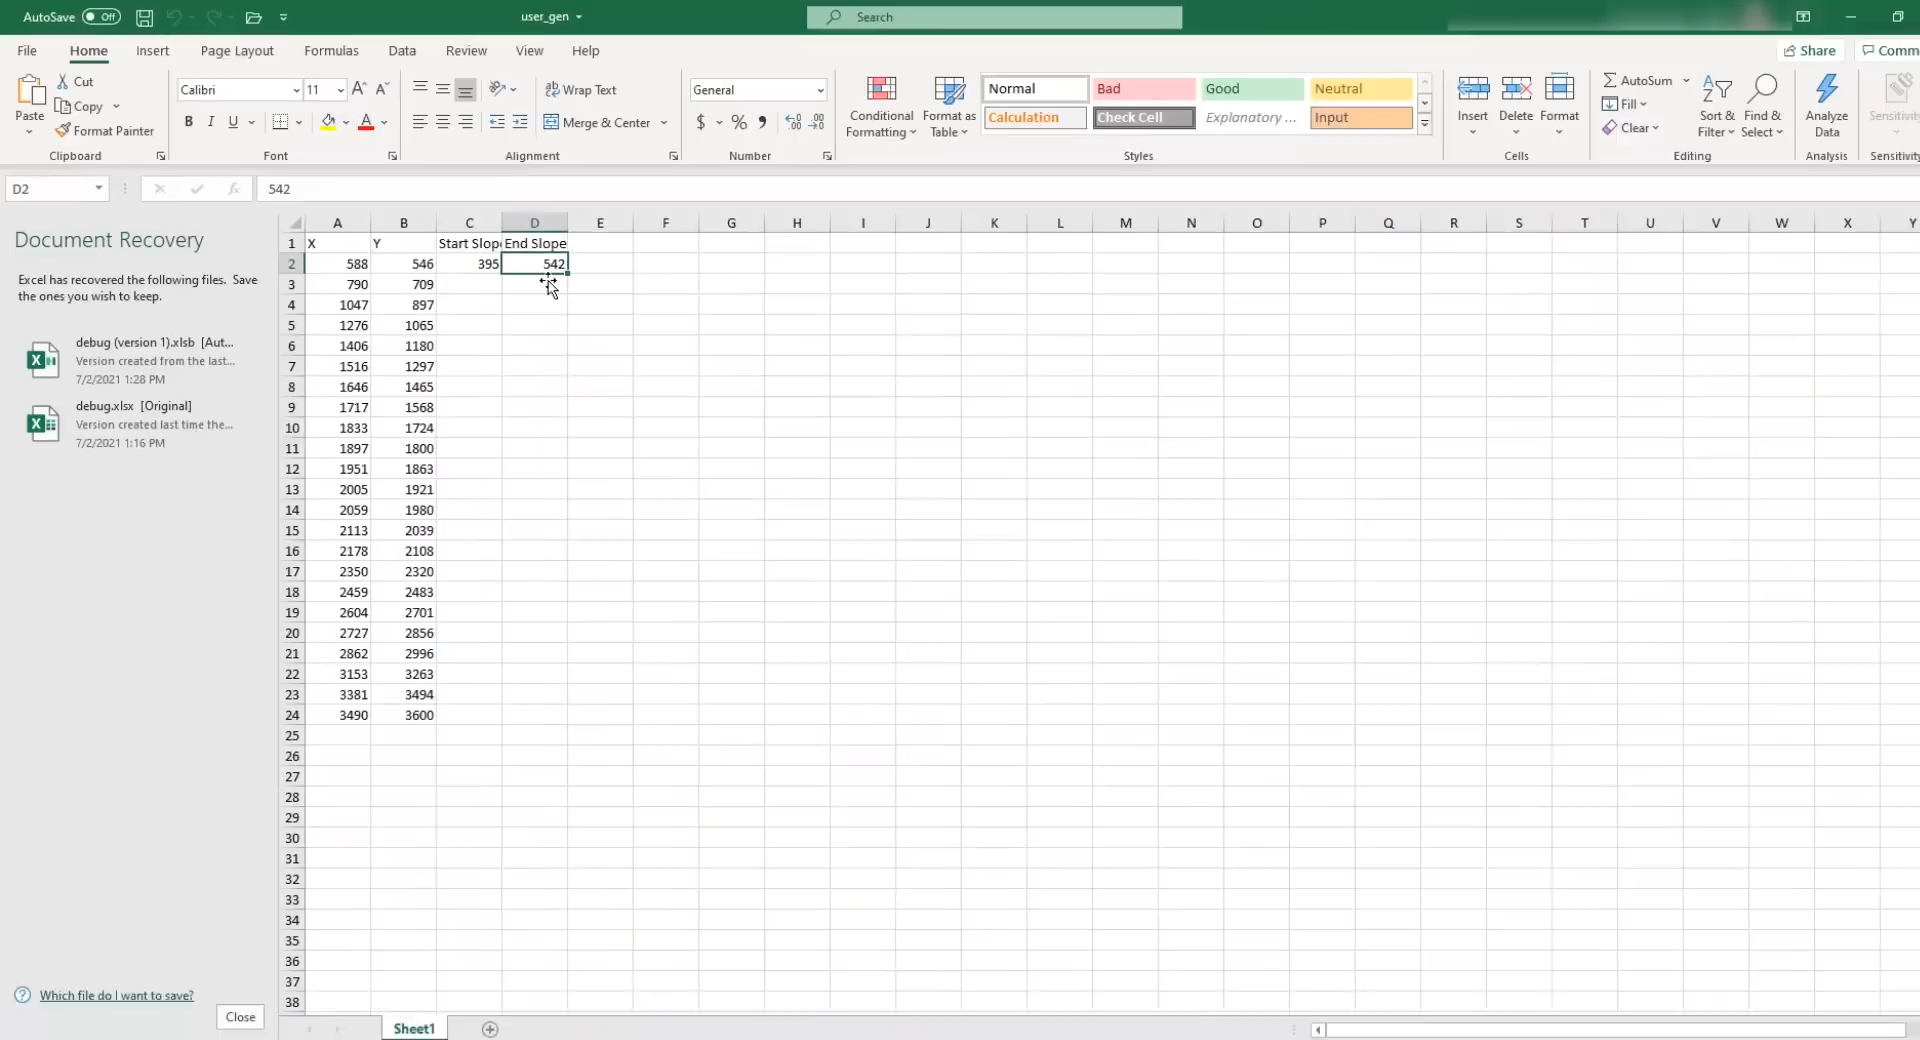 AutoSave Off user_gen Search
File Home Insert Page Layout Formulas Data Review View Help Share Comm
Paste Cut Copy Format Painter Clipboard
Calibri 11 A A B I U A Font
ab Wrap Text Merge & Center Alignment
General $ % , Number
Conditional Formatting Format as Table Normal Bad Good Neutral
Calculation Check Cell Explanatory ... Input Styles
Insert Delete Format Cells
AutoSum Fill Clear Sort & Filter Find & Select Editing
Analyze Data Analysis
Sensitivity Sensitivity
D2 fx 542
Document Recovery
Excel has recovered the following files. Save
the ones you wish to keep.
debug (version 1).xlsb [Aut...
Version created from the last...
7/2/2021 1:28 PM
debug.xlsx [Original]
Version created last time the...
7/2/2021 1:16 PM
Which file do I want to save?
Close
A B C D E F G H I J K L M N O P Q R S T U V W X Y
1 X Y Start Slope End Slope
2 588 546 395 542
3 790 709
4 1047 897
5 1276 1065
6 1406 1180
7 1516 1297
8 1646 1465
9 1717 1568
10 1833 1724
11 1897 1800
12 1951 1863
13 2005 1921
14 2059 1980
15 2113 2039
16 2178 2108
17 2350 2320
18 2459 2483
19 2604 2701
20 2727 2856
21 2862 2996
22 3153 3263
23 3381 3494
24 3490 3600
25
26
27
28
29
30
31
32
33
34
35
36
37
38
Sheet1